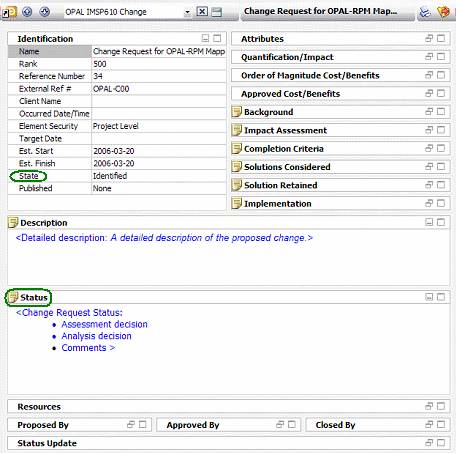 OPAL IMSP610 Change
Change Request for OPAL-RPM Map...
Identification
Name Change Request for OPAL-RPM Mapp
Rank 500
Reference Number 34
External Ref # OPAL-C00
Client Name
Occurred Date/Time
Element Security Project Level
Target Date
Est. Start 2006-03-20
Est. Finish 2006-03-20
State Identified
Published None
Attributes
Quantification/Impact
Order of Magnitude Cost/Benefits
Approved Cost/Benefits
Background
Impact Assessment
Completion Criteria
Solutions Considered
Solution Retained
Implementation
Description
<Detailed description: A detailed description of the proposed change.>
Status
<Change Request Status:
• Assessment decision
• Analysis decision
• Comments >
Resources
Proposed By
Approved By
Closed By
Status Update